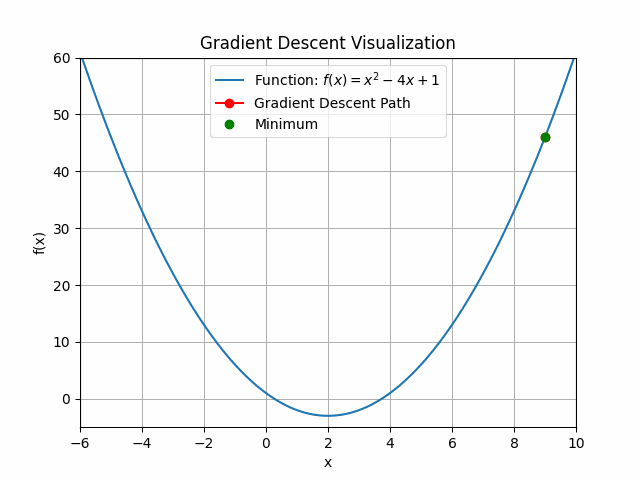 Gradient Descent Visualization
Function: f(x) = x² − 4x + 1
Gradient Descent Path
Minimum
60
50
40
30
20
10
0
f(x)
−6 −4 −2 0 2 4 6 8 10
x